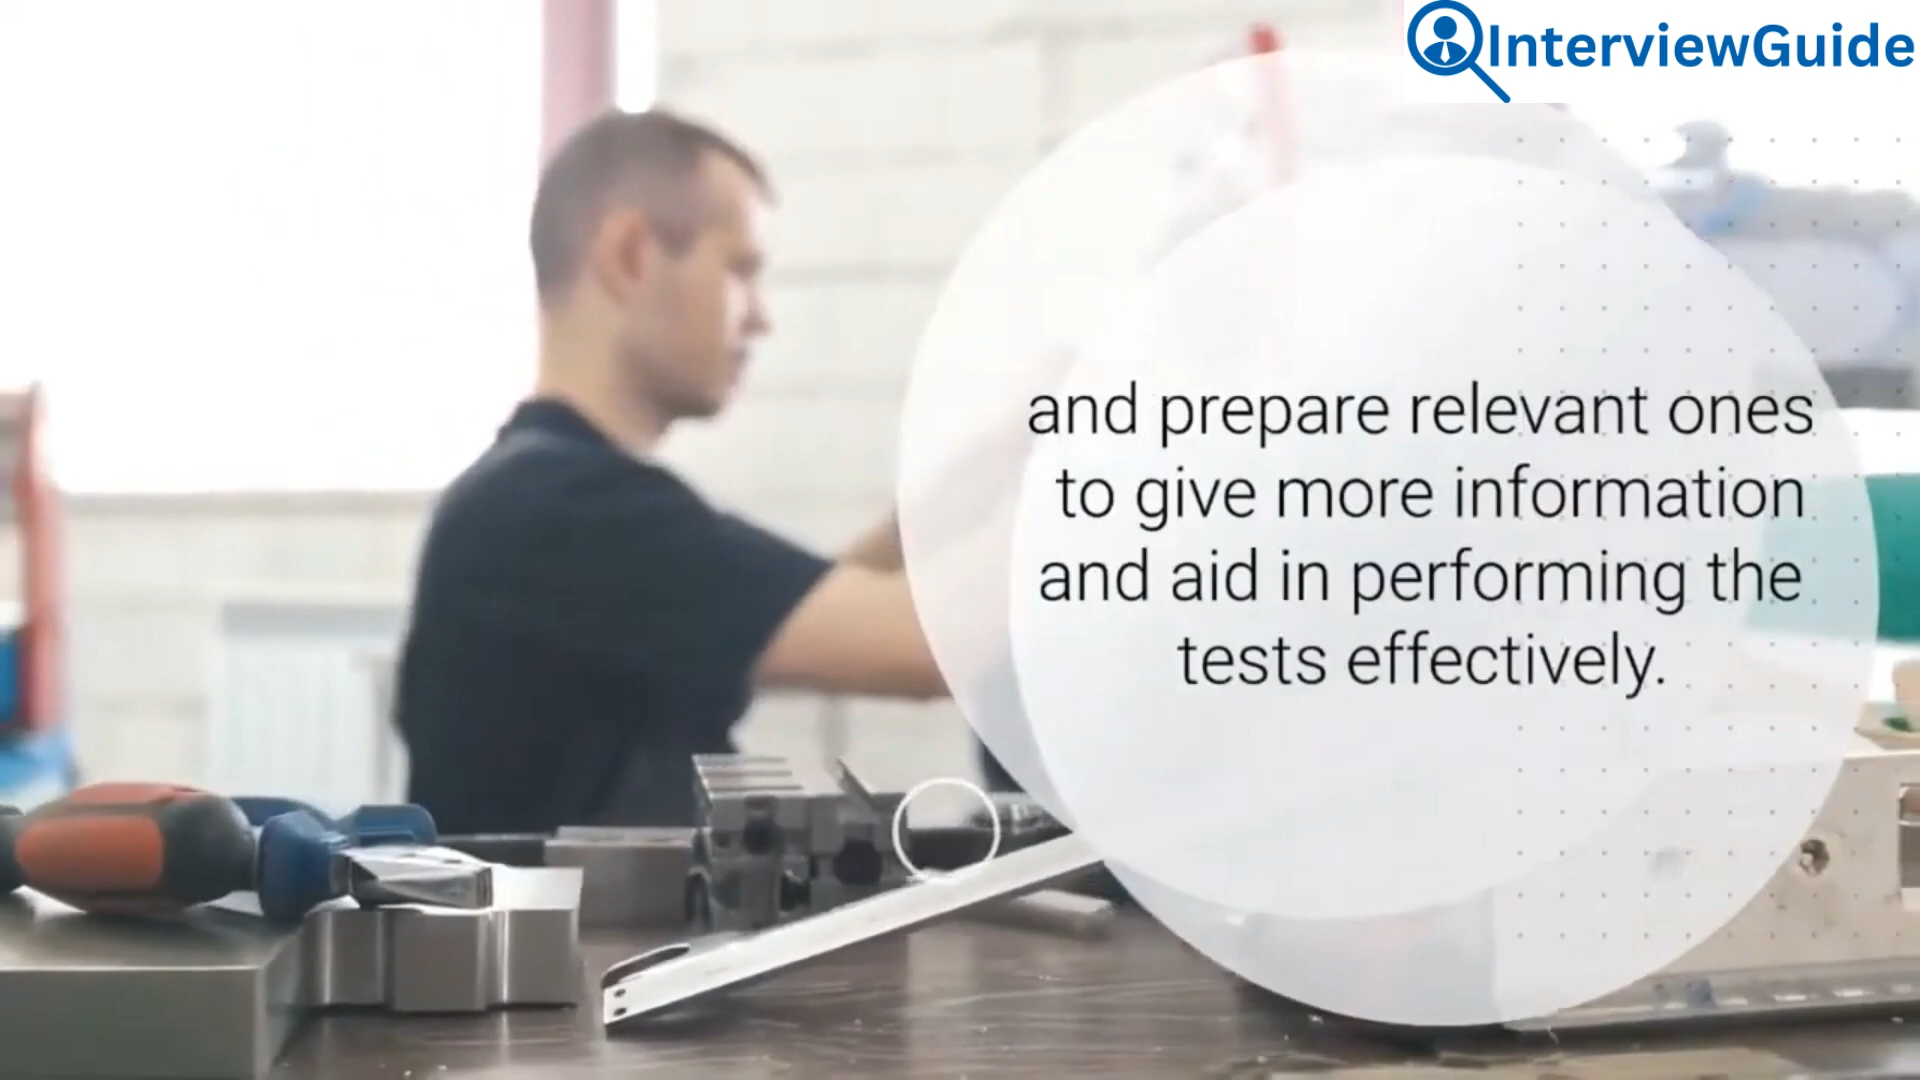 InterviewGuide
and prepare relevant ones
to give more information
and aid in performing the
tests effectively.